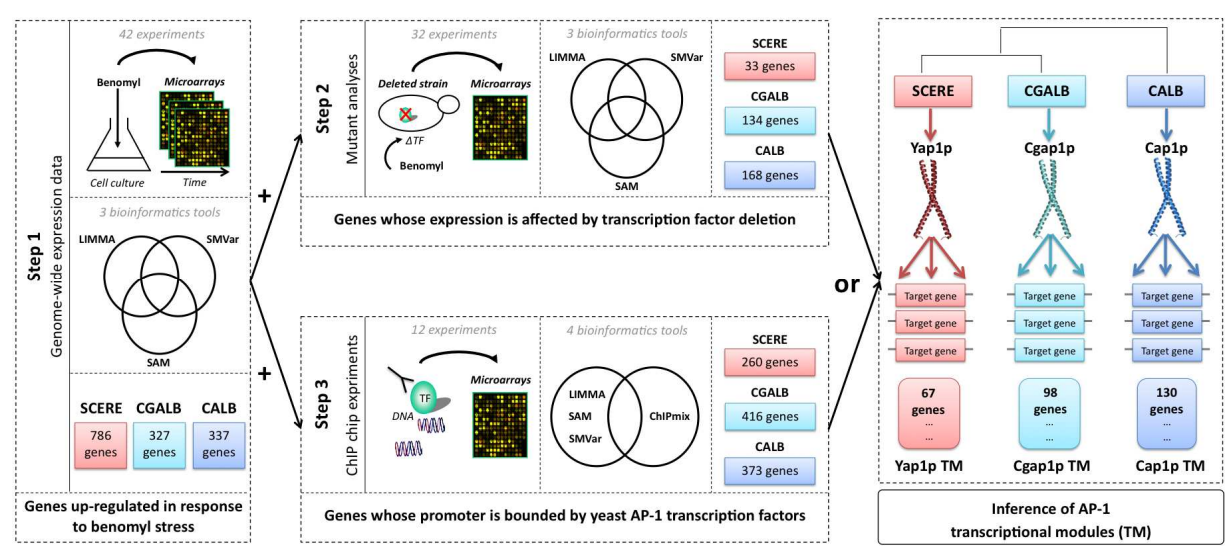 Step 1
Genome-wide expression data
42 experiments
Benomyl
Microarrays
Cell culture
Time
3 bioinformatics tools
LIMMA
SMVar
SAM
SCERE
CGALB
CALB
786
genes
327
genes
337
genes
Genes up-regulated in response
to benomyl stress
+
+
Step 2
Mutant analyses
32 experiments
Deleted strain
Microarrays
ΔTF
Benomyl
3 bioinformatics tools
LIMMA
SMVar
SAM
SCERE
33 genes
CGALB
134 genes
CALB
168 genes
Genes whose expression is affected by transcription factor deletion
Step 3
ChIP chip expriments
12 experiments
Microarrays
TF
DNA
4 bioinformatics tools
LIMMA
SAM
SMVar
ChIPmix
SCERE
260 genes
CGALB
416 genes
CALB
373 genes
Genes whose promoter is bounded by yeast AP-1 transcription factors
or
SCERE
CGALB
CALB
Yap1p
Cgap1p
Cap1p
Target gene
Target gene
Target gene
Target gene
Target gene
Target gene
Target gene
Target gene
Target gene
67
genes
...
...
98
genes
...
...
130
genes
...
...
Yap1p TM
Cgap1p TM
Cap1p TM
Inference of AP-1
transcriptional modules (TM)